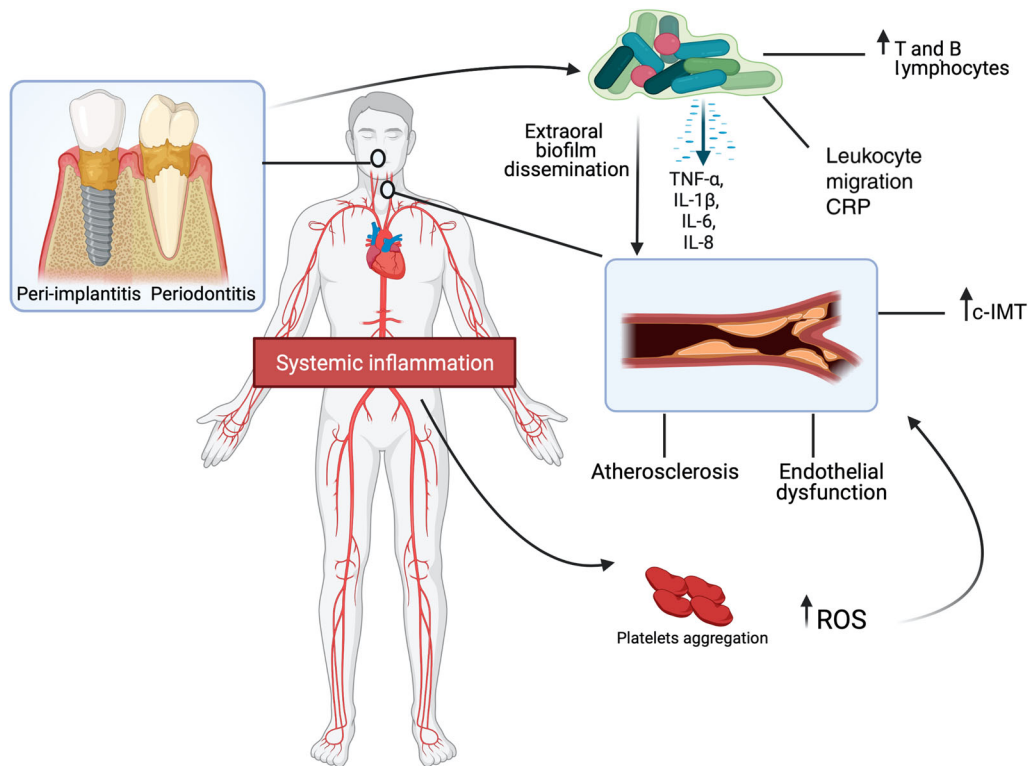 T and B
lymphocytes
Extraoral
biofilm
dissemination
TNF-α,
IL-1β,
IL-6,
IL-8
Leukocyte
migration
CRP
Peri-implantitis Periodontitis
c-IMT
Systemic inflammation
Atherosclerosis
Endothelial
dysfunction
Platelets aggregation
ROS